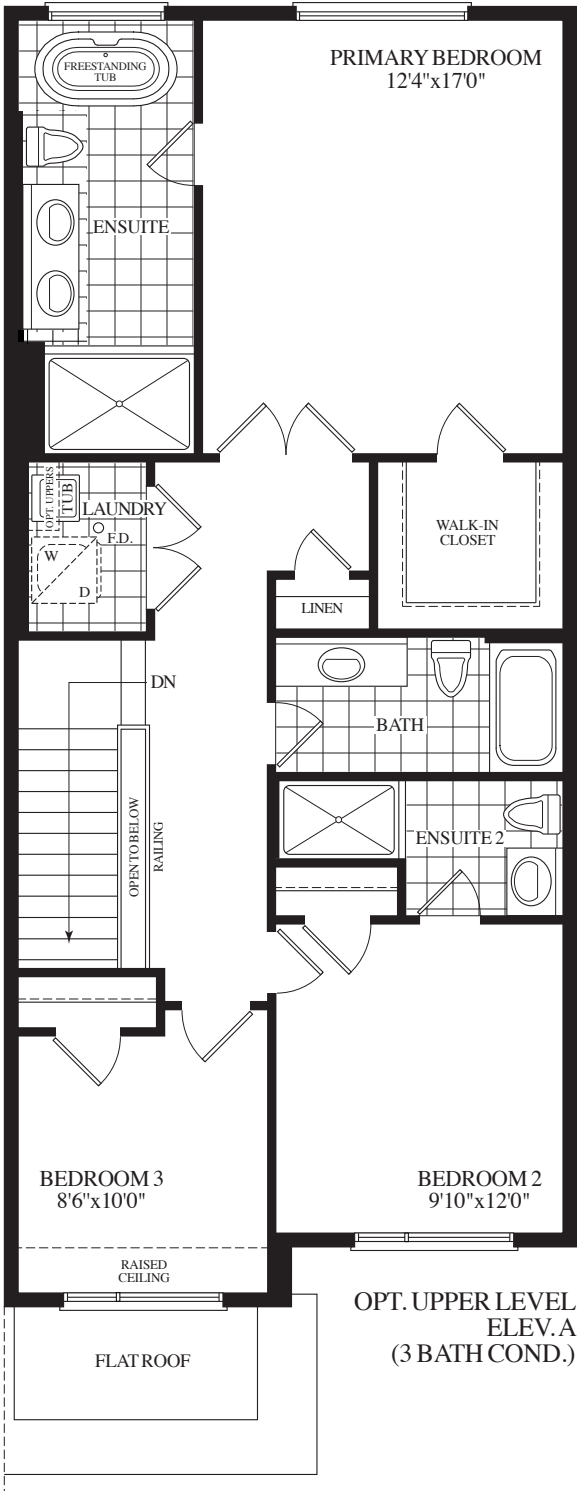 FREESTANDING
TUB
PRIMARY BEDROOM
12'4"x17'0"
ENSUITE
OPT. UPPERS
TUB
LAUNDRY
F.D.
W
D
WALK-IN
CLOSET
LINEN
DN
BATH
OPEN TO BELOW
RAILING
ENSUITE 2
BEDROOM 3
8'6"x10'0"
BEDROOM 2
9'10"x12'0"
RAISED
CEILING
OPT. UPPER LEVEL
ELEV. A
(3 BATH COND.)
FLAT ROOF